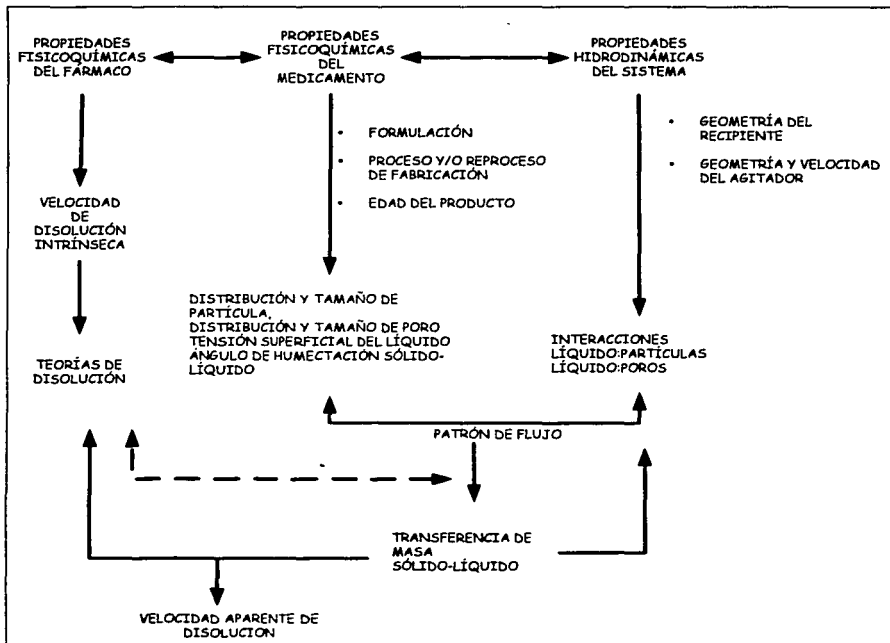 PROPIEDADES
FISICOQUÍMICAS
DEL FÁRMACO
PROPIEDADES
FISICOQUÍMICAS
DEL
MEDICAMENTO
PROPIEDADES
HIDRODINÁMICAS
DEL SISTEMA
• FORMULACIÓN
• PROCESO Y/O REPROCESO
DE FABRICACIÓN
• EDAD DEL PRODUCTO
• GEOMETRÍA DEL
RECIPIENTE
• GEOMETRÍA Y VELOCIDAD
DEL AGITADOR
VELOCIDAD
DE
DISOLUCIÓN
INTRÍNSECA
DISTRIBUCIÓN Y TAMAÑO DE
PARTÍCULA,
DISTRIBUCIÓN Y TAMAÑO DE PORO
TENSIÓN SUPERFICIAL DEL LÍQUIDO
ÁNGULO DE HUMECTACIÓN SÓLIDO-
LÍQUIDO
INTERACCIONES
LÍQUIDO:PARTÍCULAS
LÍQUIDO:POROS
TEORÍAS DE
DISOLUCIÓN
PATRÓN DE FLUJO
TRANSFERENCIA DE
MASA
SÓLIDO-LÍQUIDO
VELOCIDAD APARENTE DE
DISOLUCION